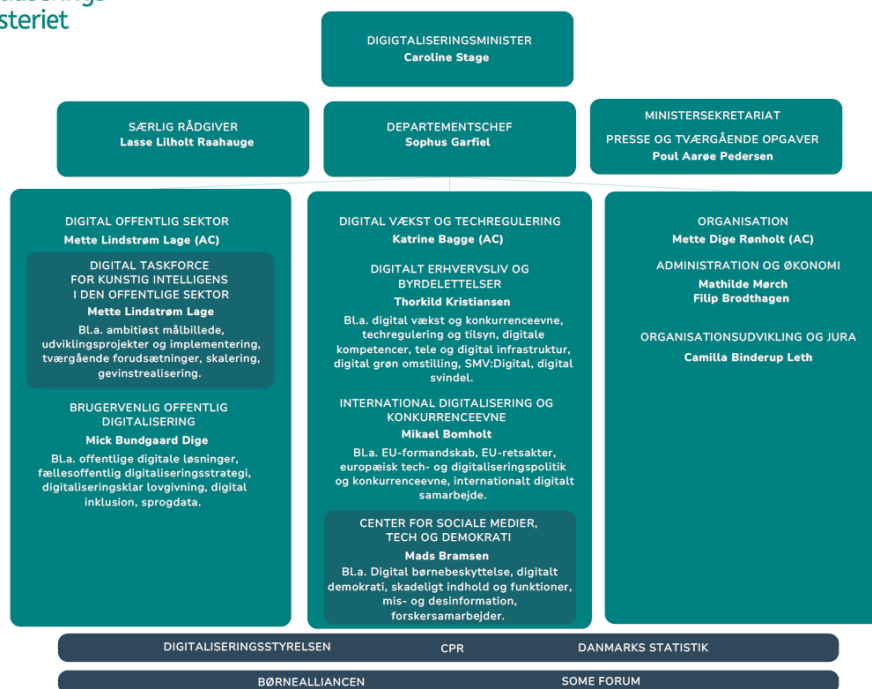 steriet
DIGIGTALISERINGSMINISTER
Caroline Stage
SÆRLIG RÅDGIVER
Lasse Lilholt Raahauge
DEPARTEMENTSCHEF
Sophus Garfiel
MINISTERSEKRETARIAT
PRESSE OG TVÆRGÅENDE OPGAVER
Poul Aarøe Pedersen
DIGITAL OFFENTLIG SEKTOR
Mette Lindstrøm Lage (AC)
DIGITAL TASKFORCE
FOR KUNSTIG INTELLIGENS
I DEN OFFENTLIGE SEKTOR
Mette Lindstrøm Lage
Bl.a. ambitiøst målbillede,
udviklingsprojekter og implementering,
tværgående forudsætninger, skalering,
gevinstrealisering.
BRUGERVENLIG OFFENTLIG
DIGITALISERING
Mick Bundgaard Dige
Bl.a. offentlige digitale løsninger,
fællesoffentlig digitaliseringsstrategi,
digitaliseringsklar lovgivning, digital
inklusion, sprogdata.
DIGITAL VÆKST OG TECHREGULERING
Katrine Bagge (AC)
DIGITALT ERHVERVSLIV OG
BYRDELETTELSER
Thorkild Kristiansen
Bl.a. digital vækst og konkurrenceevne,
techregulering og tilsyn, digitale
kompetencer, tele og digital infrastruktur,
digital grøn omstilling, SMV:Digital, digital
svindel.
INTERNATIONAL DIGITALISERING OG
KONKURRENCEEVNE
Mikael Bomholt
Bl.a. EU-formandskab, EU-retsakter,
europæisk tech- og digitaliseringspolitik
og konkurrenceevne, internationalt digitalt
samarbejde.
CENTER FOR SOCIALE MEDIER,
TECH OG DEMOKRATI
Mads Bramsen
Bl.a. Digital børnebeskyttelse, digitalt
demokrati, skadeligt indhold og funktioner,
mis- og desinformation,
forskersamarbejder.
ORGANISATION
Mette Dige Rønholt (AC)
ADMINISTRATION OG ØKONOMI
Mathilde Mørch
Filip Brodthagen
ORGANISATIONSUDVIKLING OG JURA
Camilla Binderup Leth
DIGITALISERINGSSTYRELSEN CPR DANMARKS STATISTIK
BØRNEALLIANCEN SOME FORUM